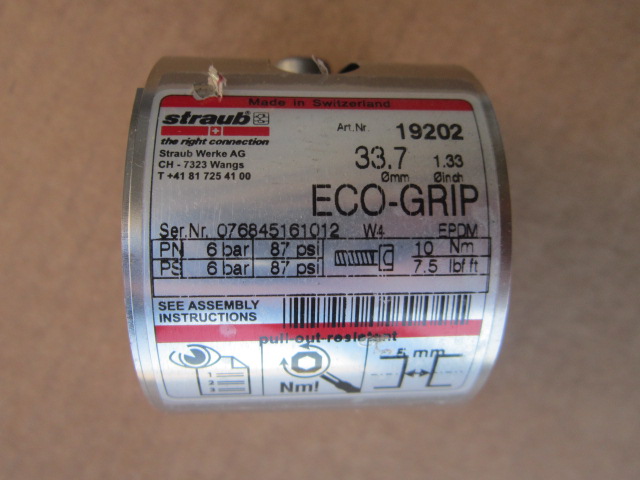 Made in Switzerland
straub®
the right connection
Straub Werke AG
CH - 7323 Wangs
T +41 81 725 41 00
Art.Nr. 19202
33.7 1.33
Ømm Øinch
ECO-GRIP
Ser.Nr. 076845161012 W4 EPDM
PN 6 bar 87 psi 10 Nm
PS 6 bar 87 psi 7.5 lbf ft
SEE ASSEMBLY
INSTRUCTIONS
pull out resistant
1
2
3
Nm!
5 mm